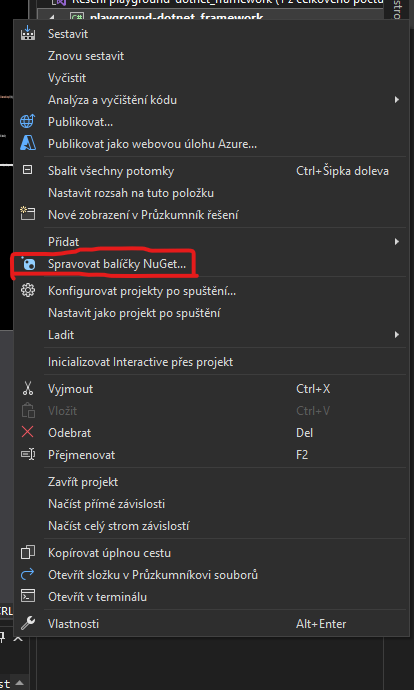 Řešení playground-dotnet_framework (1 z celkového počtu
playground-dotnet_framework
Sestavit
Znovu sestavit
Vyčistit
Analýza a vyčištění kódu
Publikovat...
Publikovat jako webovou úlohu Azure...
Sbalit všechny potomky Ctrl+Šipka doleva
Nastavit rozsah na tuto položku
Nové zobrazení v Průzkumník řešení
Přidat
Spravovat balíčky NuGet...
Konfigurovat projekty po spuštění...
Nastavit jako projekt po spuštění
Ladit
Inicializovat Interactive přes projekt
Vyjmout Ctrl+X
Vložit Ctrl+V
Odebrat Del
Přejmenovat F2
Zavřít projekt
Načíst přímé závislosti
Načíst celý strom závislostí
Kopírovat úplnou cestu
Otevřít složku v Průzkumníkovi souborů
Otevřít v terminálu
CRL
Vlastnosti Alt+Enter
st